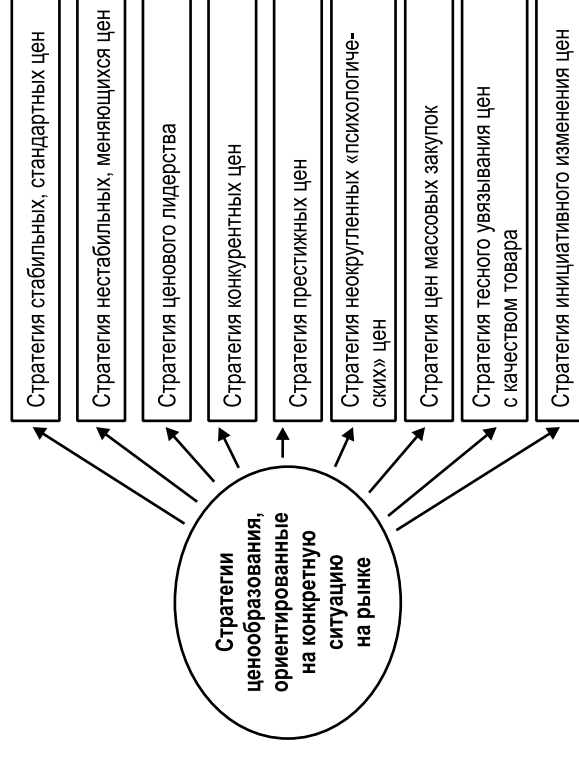 Стратегии
ценообразования,
ориентированные
на конкретную
ситуацию
на рынке
Стратегия стабильных, стандартных цен
Стратегия нестабильных, меняющихся цен
Стратегия ценового лидерства
Стратегия конкурентных цен
Стратегия престижных цен
Стратегия неокругленных «психологиче-
ских» цен
Стратегия цен массовых закупок
Стратегия тесного увязывания цен
с качеством товара
Стратегия инициативного изменения цен